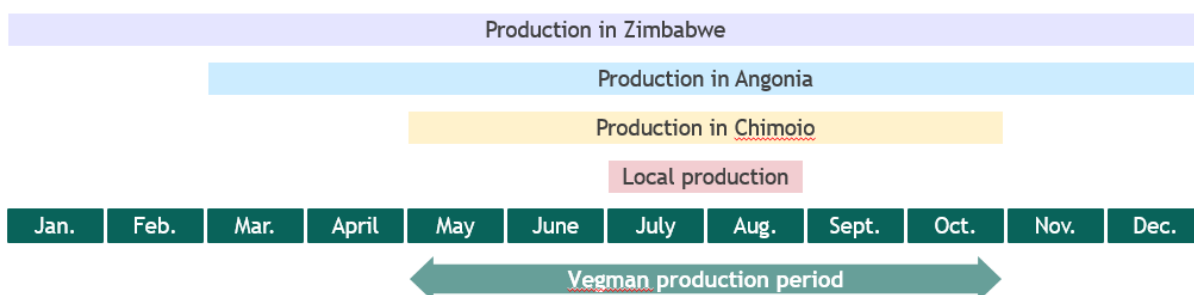 Production in Zimbabwe
Production in Angonia
Production in Chimoio
Local production
Jan. Feb. Mar. April May June July Aug. Sept. Oct. Nov. Dec.
Vegman production period